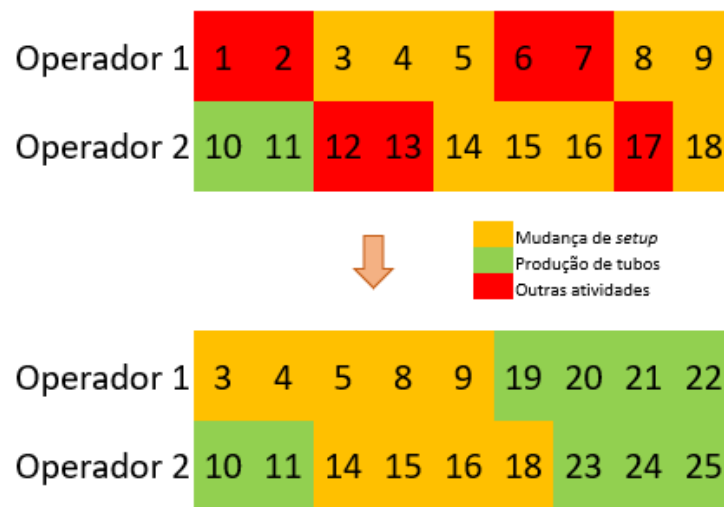 Operador 1 1 2 3 4 5 6 7 8 9
Operador 2 10 11 12 13 14 15 16 17 18
Mudança de setup
Produção de tubos
Outras atividades
Operador 1 3 4 5 8 9 19 20 21 22
Operador 2 10 11 14 15 16 18 23 24 25